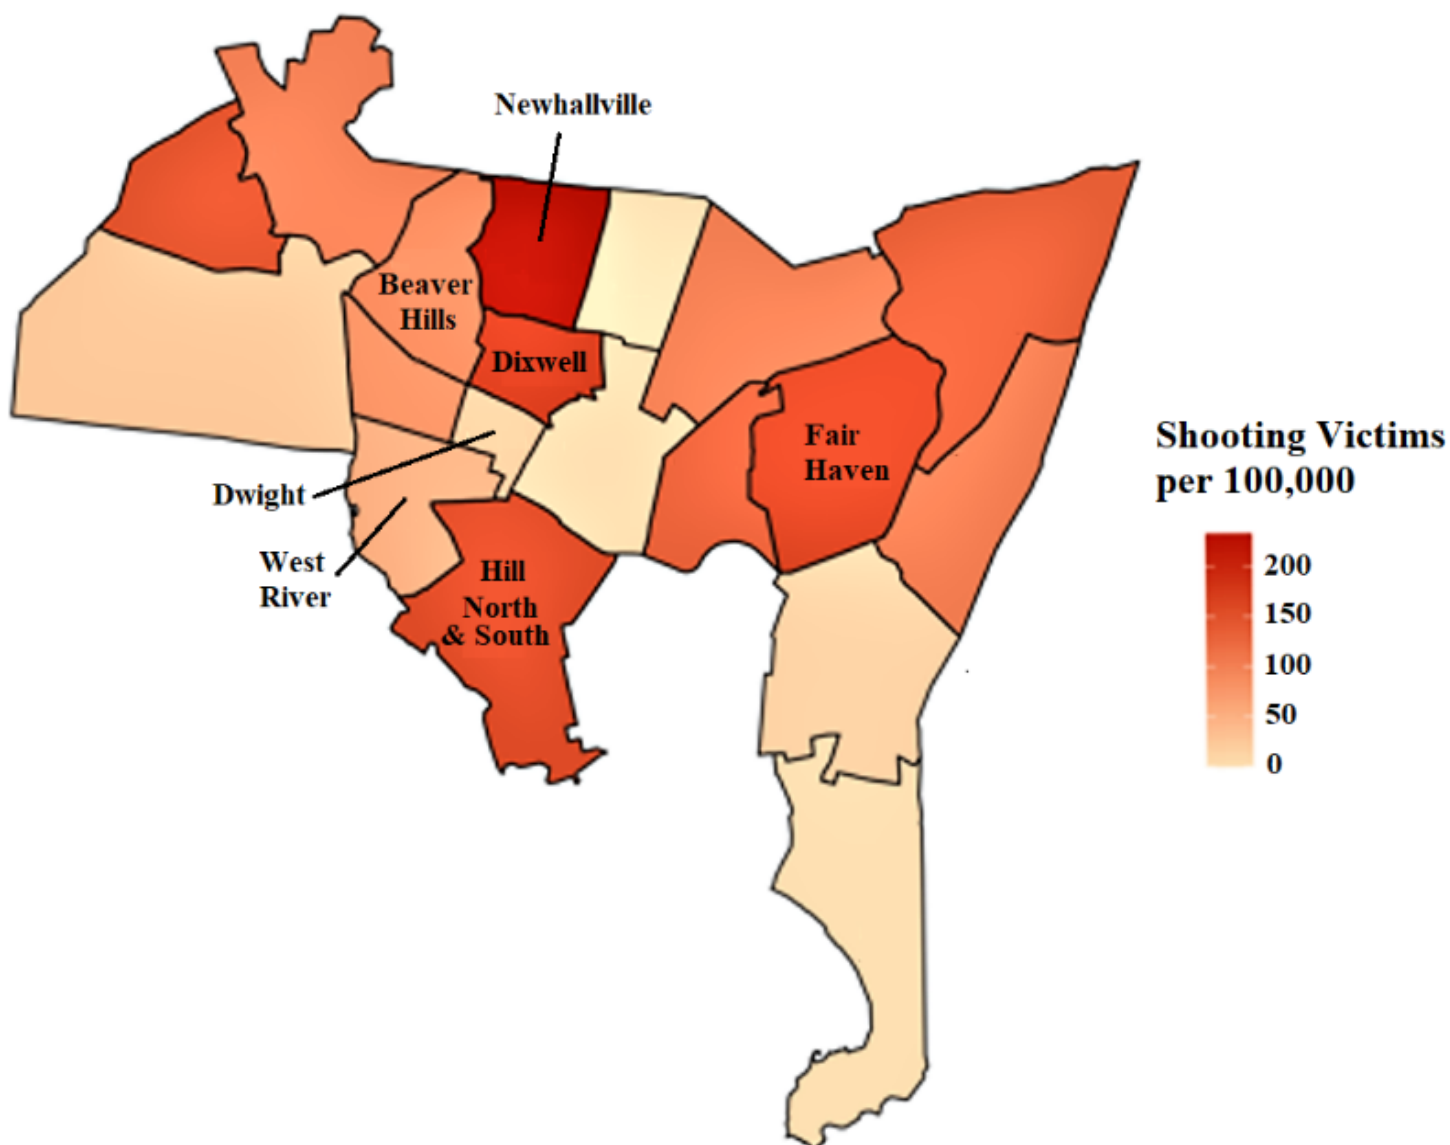 Newhallville
Beaver
Hills
Dixwell
Fair
Haven
Dwight
West
River
Hill
North
& South
Shooting Victims
per 100,000
200
150
100
50
0